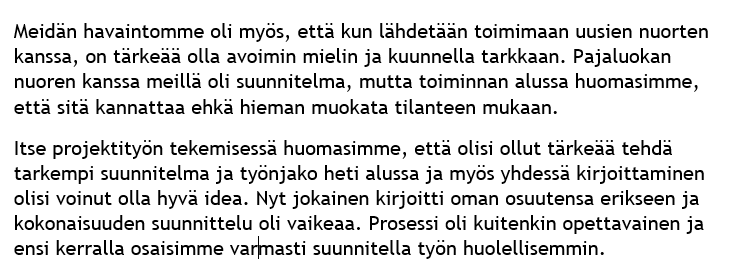 Meidän havaintomme oli myös, että kun lähdetään toimimaan uusien nuorten
kanssa, on tärkeää olla avoimin mielin ja kuunnella tarkkaan. Pajaluokan
nuoren kanssa meillä oli suunnitelma, mutta toiminnan alussa huomasimme,
että sitä kannattaa ehkä hieman muokata tilanteen mukaan.
Itse projektityön tekemisessä huomasimme, että olisi ollut tärkeää tehdä
tarkempi suunnitelma ja työnjako heti alussa ja myös yhdessä kirjoittaminen
olisi voinut olla hyvä idea. Nyt jokainen kirjoitti oman osuutensa erikseen ja
kokonaisuuden suunnittelu oli vaikeaa. Prosessi oli kuitenkin opettavainen ja
ensi kerralla osaisimme varmasti suunnitella työn huolellisemmin.